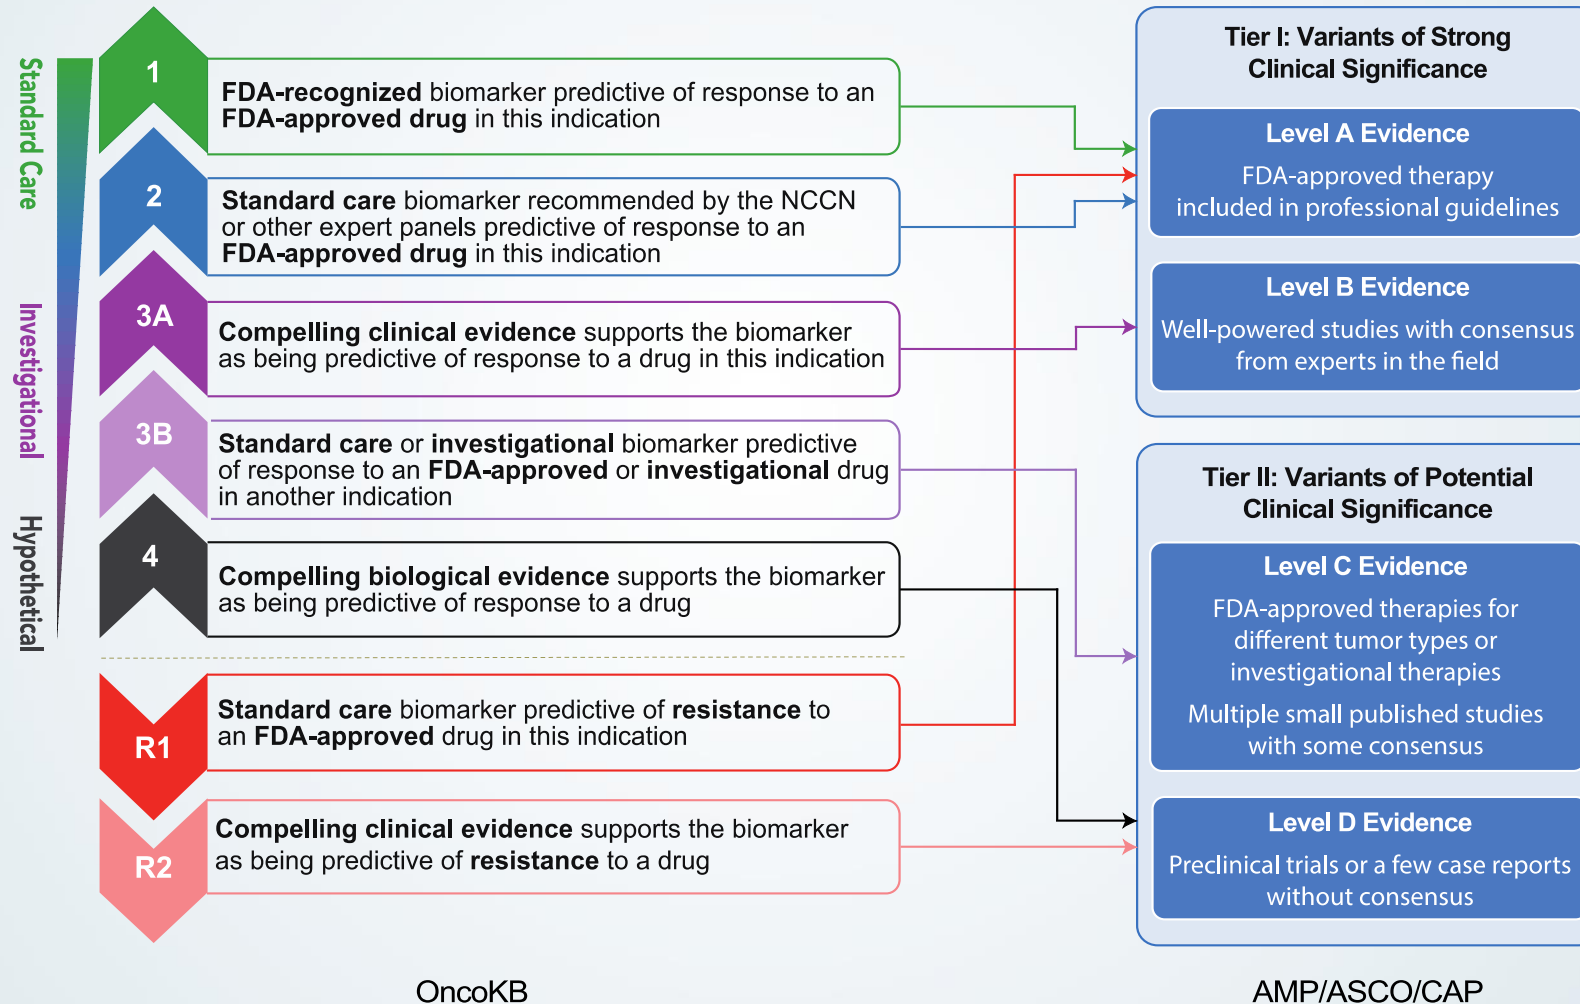 Standard Care
Investigational
Hypothetical
1
FDA-recognized biomarker predictive of response to an
FDA-approved drug in this indication
2
Standard care biomarker recommended by the NCCN
or other expert panels predictive of response to an
FDA-approved drug in this indication
3A
Compelling clinical evidence supports the biomarker
as being predictive of response to a drug in this indication
3B
Standard care or investigational biomarker predictive
of response to an FDA-approved or investigational drug
in another indication
4
Compelling biological evidence supports the biomarker
as being predictive of response to a drug
R1
Standard care biomarker predictive of resistance to
an FDA-approved drug in this indication
R2
Compelling clinical evidence supports the biomarker
as being predictive of resistance to a drug
OncoKB
Tier I: Variants of Strong
Clinical Significance
Level A Evidence
FDA-approved therapy
included in professional guidelines
Level B Evidence
Well-powered studies with consensus
from experts in the field
Tier II: Variants of Potential
Clinical Significance
Level C Evidence
FDA-approved therapies for
different tumor types or
investigational therapies
Multiple small published studies
with some consensus
Level D Evidence
Preclinical trials or a few case reports
without consensus
AMP/ASCO/CAP